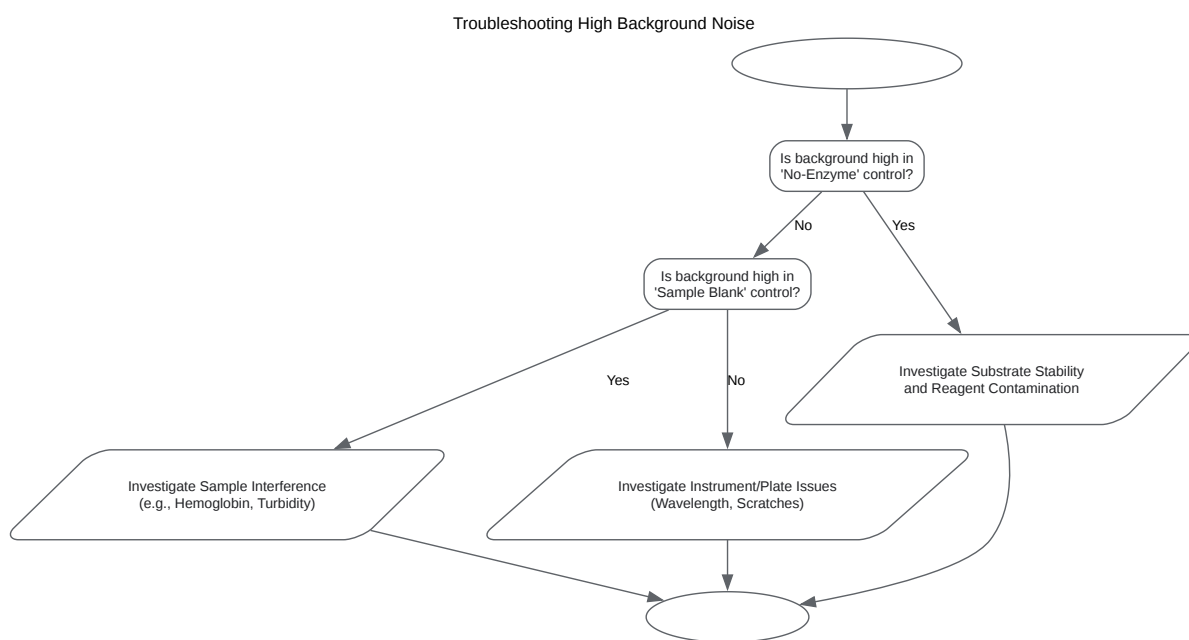 Troubleshooting High Background Noise
Is background high in
'No-Enzyme' control?
No
Yes
Is background high in
'Sample Blank' control?
Yes
No
Investigate Substrate Stability
and Reagent Contamination
Investigate Sample Interference
(e.g., Hemoglobin, Turbidity)
Investigate Instrument/Plate Issues
(Wavelength, Scratches)